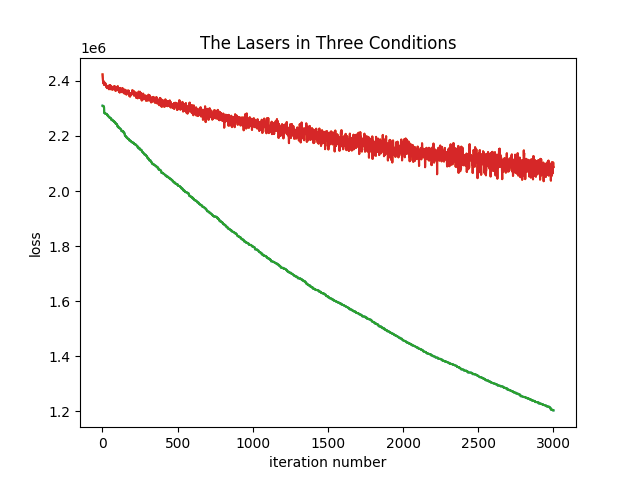 The Lasers in Three Conditions
1e6
2.4
2.2
2.0
1.8
1.6
1.4
1.2
loss
0 500 1000 1500 2000 2500 3000
iteration number